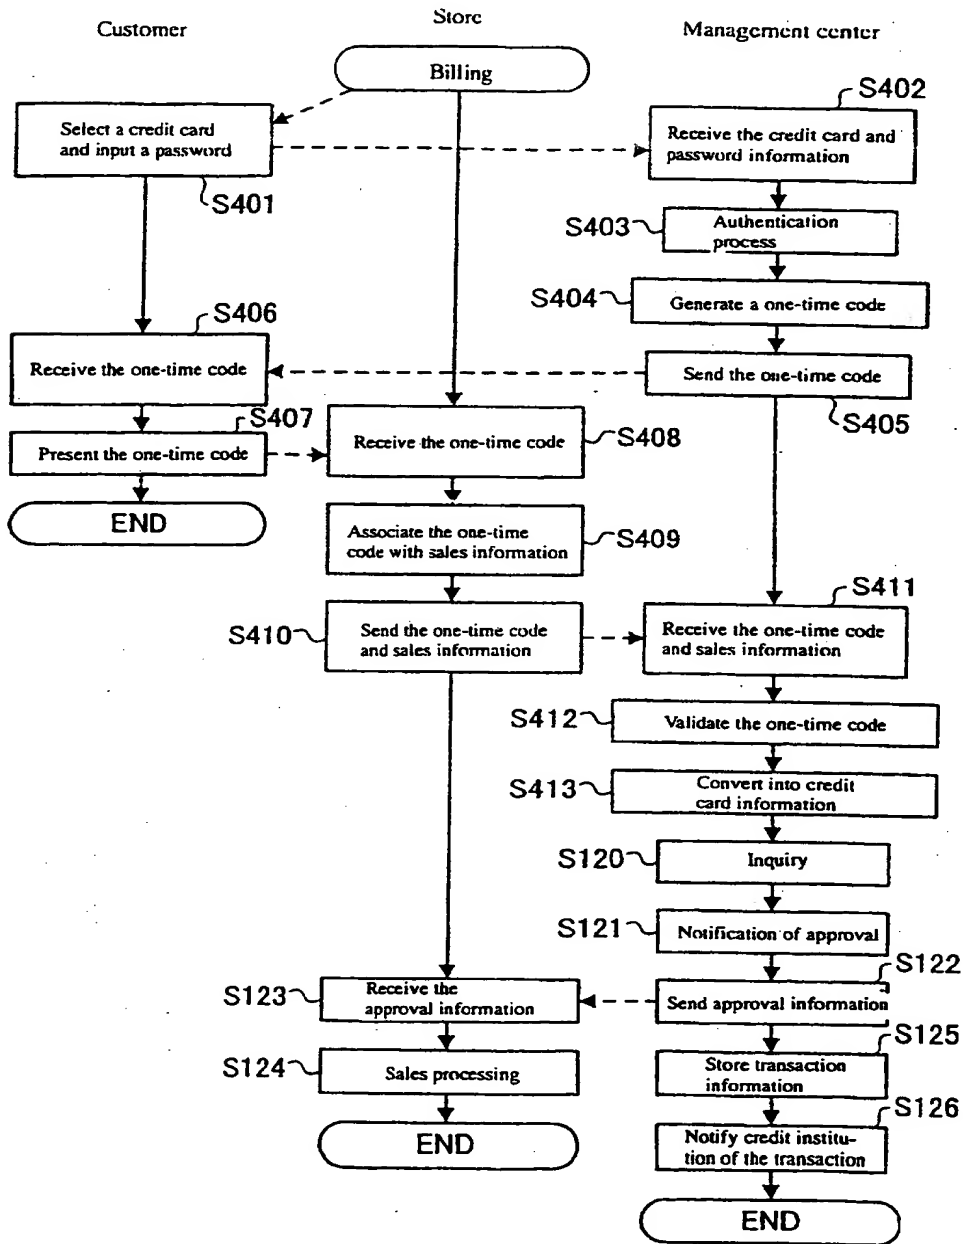 Customer
Store
Management center
Billing
S402
Select a credit card
and input a password
Receive the credit card and
password information
S401
S403
Authentication
process
S404
Generate a one-time code
S406
Receive the one-time code
Send the one-time code
S405
S407
Present the one-time code
Receive the one-time code
S408
END
Associate the one-time
code with sales information
S409
S411
S410
Send the one-time code
and sales information
Receive the one-time code
and sales information
S412
Validate the one-time code
S413
Convert into credit
card information
S120
Inquiry
S121
Notification of approval
S122
S123
Receive the
approval information
Send approval information
S125
S124
Sales processing
Store transaction
information
S126
END
Notify credit institu-
tion of the transaction
END